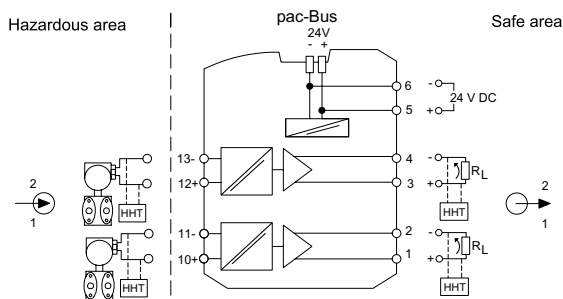 pac-Bus
Hazardous area
Safe area
24V
- +
6 -
24 V DC
5 +
13- 4 -
RL
12+ 3 +
2 2
HHT HHT
1 1
11- 2 -
RL
10+ 1 +
HHT HHT